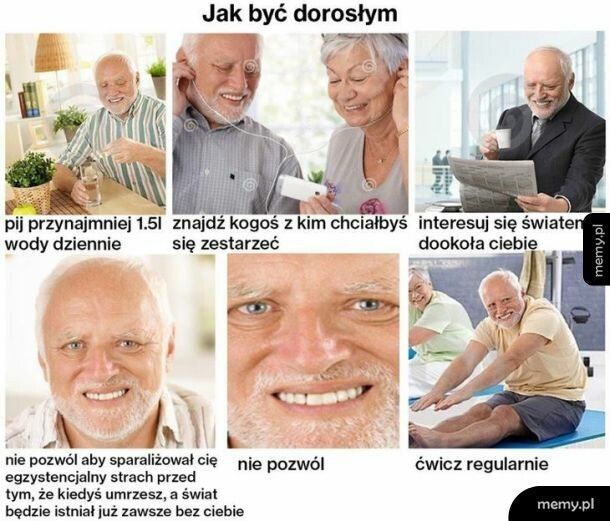 Jak być dorosłym
pij przynajmniej 1.5l
wody dziennie
znajdź kogoś z kim chciałbyś
się zestarzeć
interesuj się światem
dookoła ciebie
memy.pl
nie pozwól aby sparaliżował cię
egzystencjalny strach przed
tym, że kiedyś umrzesz, a świat
będzie istniał już zawsze bez ciebie
nie pozwól
ćwicz regularnie
memy.pl